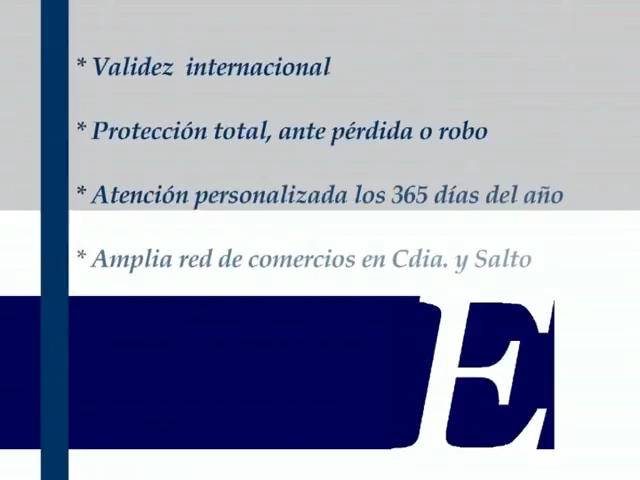 * Validez internacional
* Protección total, ante pérdida o robo
* Atención personalizada los 365 días del año
* Amplia red de comercios en Cdia. y Salto
E